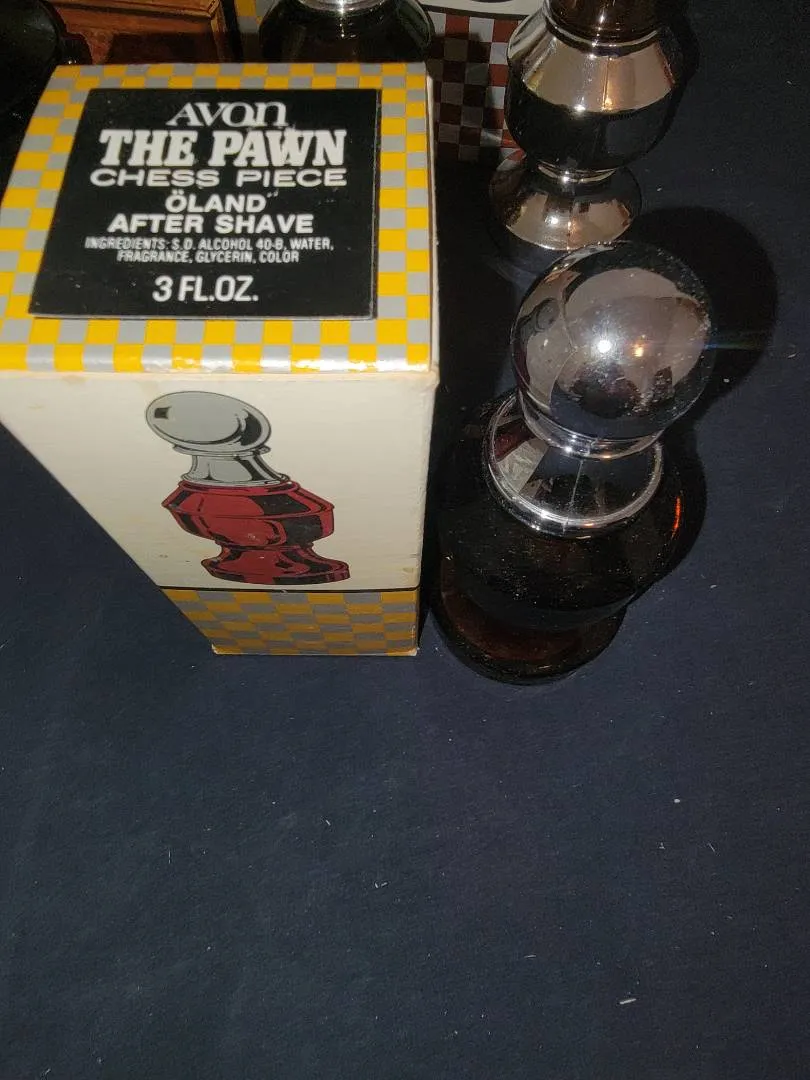 AVON
THE PAWN
CHESS PIECE
ÖLAND
AFTER SHAVE
INGREDIENTS: S.D. ALCOHOL 40-B, WATER,
FRAGRANCE, GLYCERIN, COLOR
3 FL.OZ.